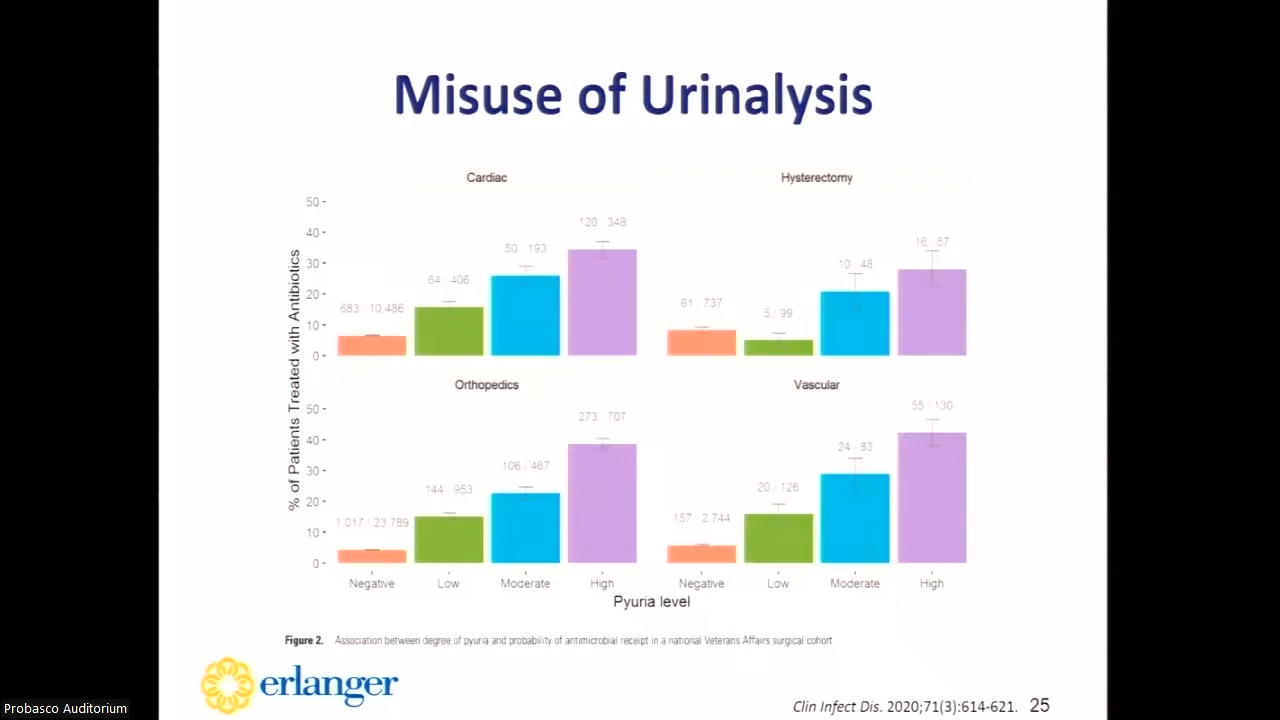 Misuse of Urinalysis
Cardiac
Hysterectomy
% of Patients Treated with Antibiotics
50
40
30
20
10
0
683 / 10 486
64 / 406
50 / 193
120 / 348
61 / 737
5 / 99
10 / 48
16 / 57
Orthopedics
Vascular
50
40
30
20
10
0
1 017 / 23 789
144 / 953
106 / 467
273 / 707
157 / 2 744
20 / 126
24 / 83
55 / 130
Negative Low Moderate High
Negative Low Moderate High
Pyuria level
Figure 2. Association between degree of pyuria and probability of antimicrobial receipt in a national Veterans Affairs surgical cohort
erlanger
Clin Infect Dis. 2020;71(3):614-621. 25
Probasco Auditorium